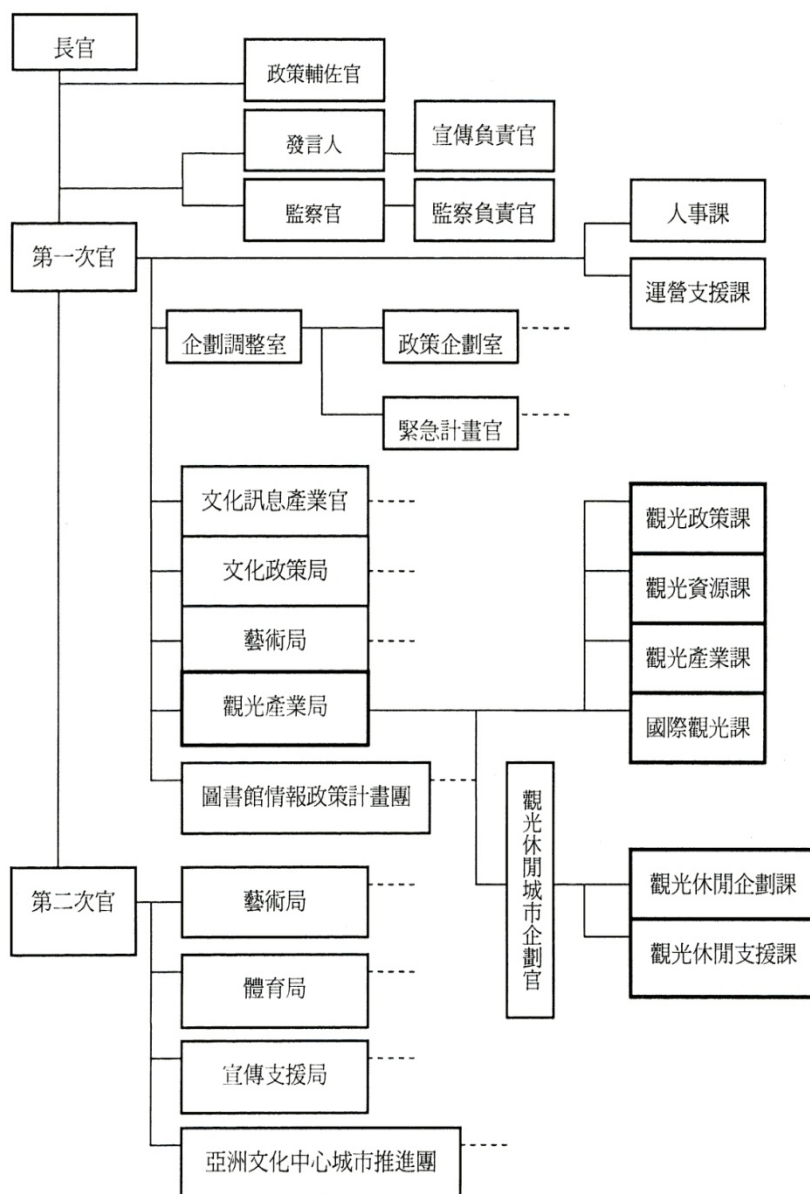 長官
政策輔佐官
發言人
宣傳負責官
監察官
監察負責官
人事課
第一次官
運營支援課
企劃調整室
政策企劃室
緊急計畫官
文化訊息產業官
觀光政策課
文化政策局
觀光資源課
藝術局
觀光產業課
觀光產業局
國際觀光課
圖書館情報政策計畫團
觀光休閒城市企劃官
第二次官
藝術局
觀光休閒企劃課
觀光休閒支援課
體育局
宣傳支援局
亞洲文化中心城市推進團